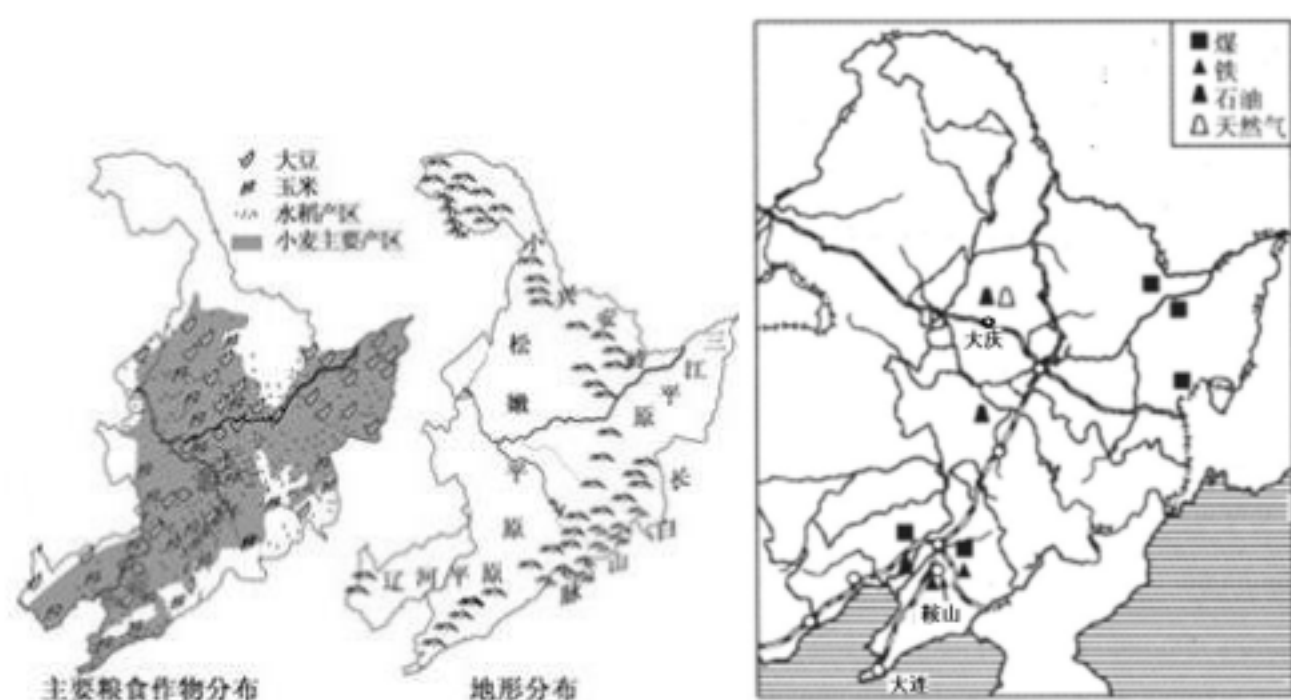 大豆
玉米
水稻产区
小麦主要产区
主要粮食作物分布
小兴安岭
松嫩平原
三江平原
长白山脉
辽河平原
地形分布
煤
铁
石油
天然气
大庆
鞍山
大连